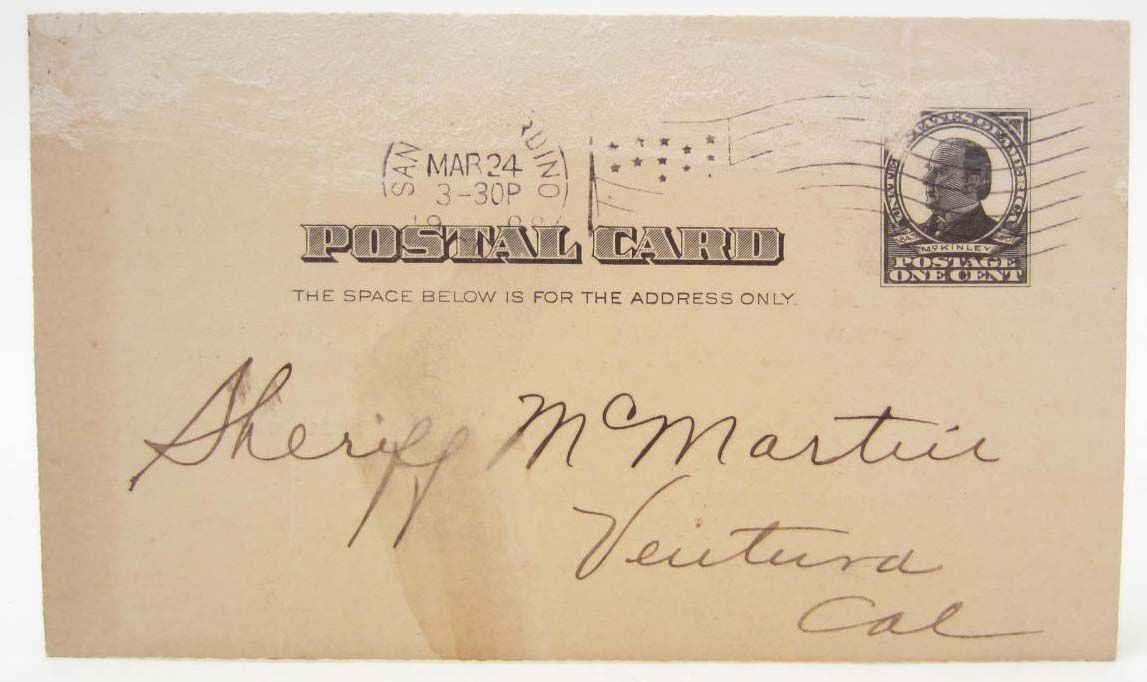 SAN
RDINO
MAR 24
3-30P
UNITED STATES OF AMERICA
McKINLEY
POSTAGE
ONE CENT
POSTAL CARD
THE SPACE BELOW IS FOR THE ADDRESS ONLY.
Sheriff McMartin
Ventura
Cal